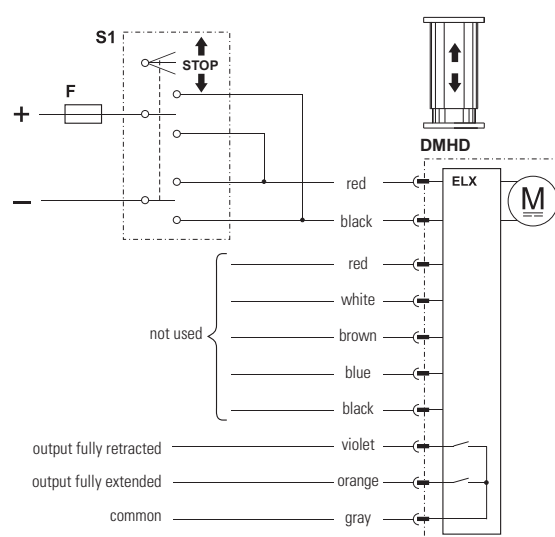 S1
STOP
F
+
−
DMHD
ELX
M
red
black
red
white
not used
brown
blue
black
output fully retracted
violet
output fully extended
orange
common
gray